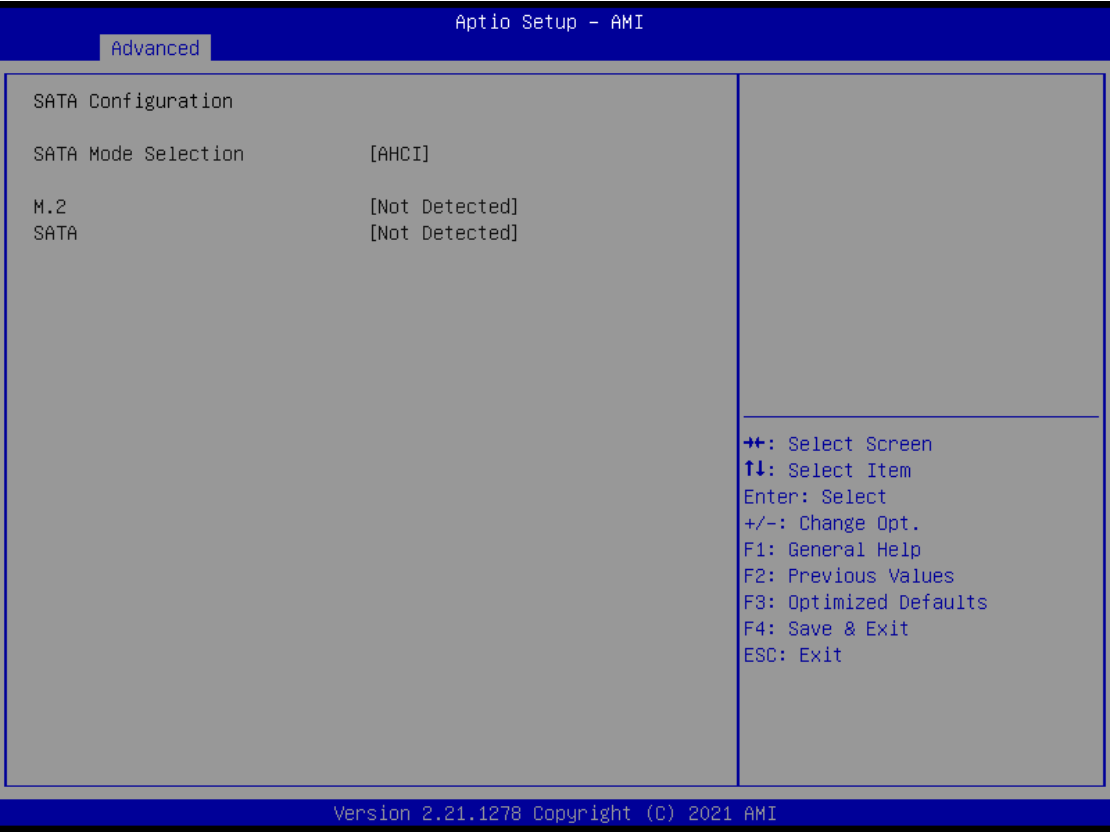 Aptio Setup – AMI
Advanced
SATA Configuration
SATA Mode Selection [AHCI]
M.2 [Not Detected]
SATA [Not Detected]
→←: Select Screen
↑↓: Select Item
Enter: Select
+/-: Change Opt.
F1: General Help
F2: Previous Values
F3: Optimized Defaults
F4: Save & Exit
ESC: Exit
Version 2.21.1278 Copyright (C) 2021 AMI